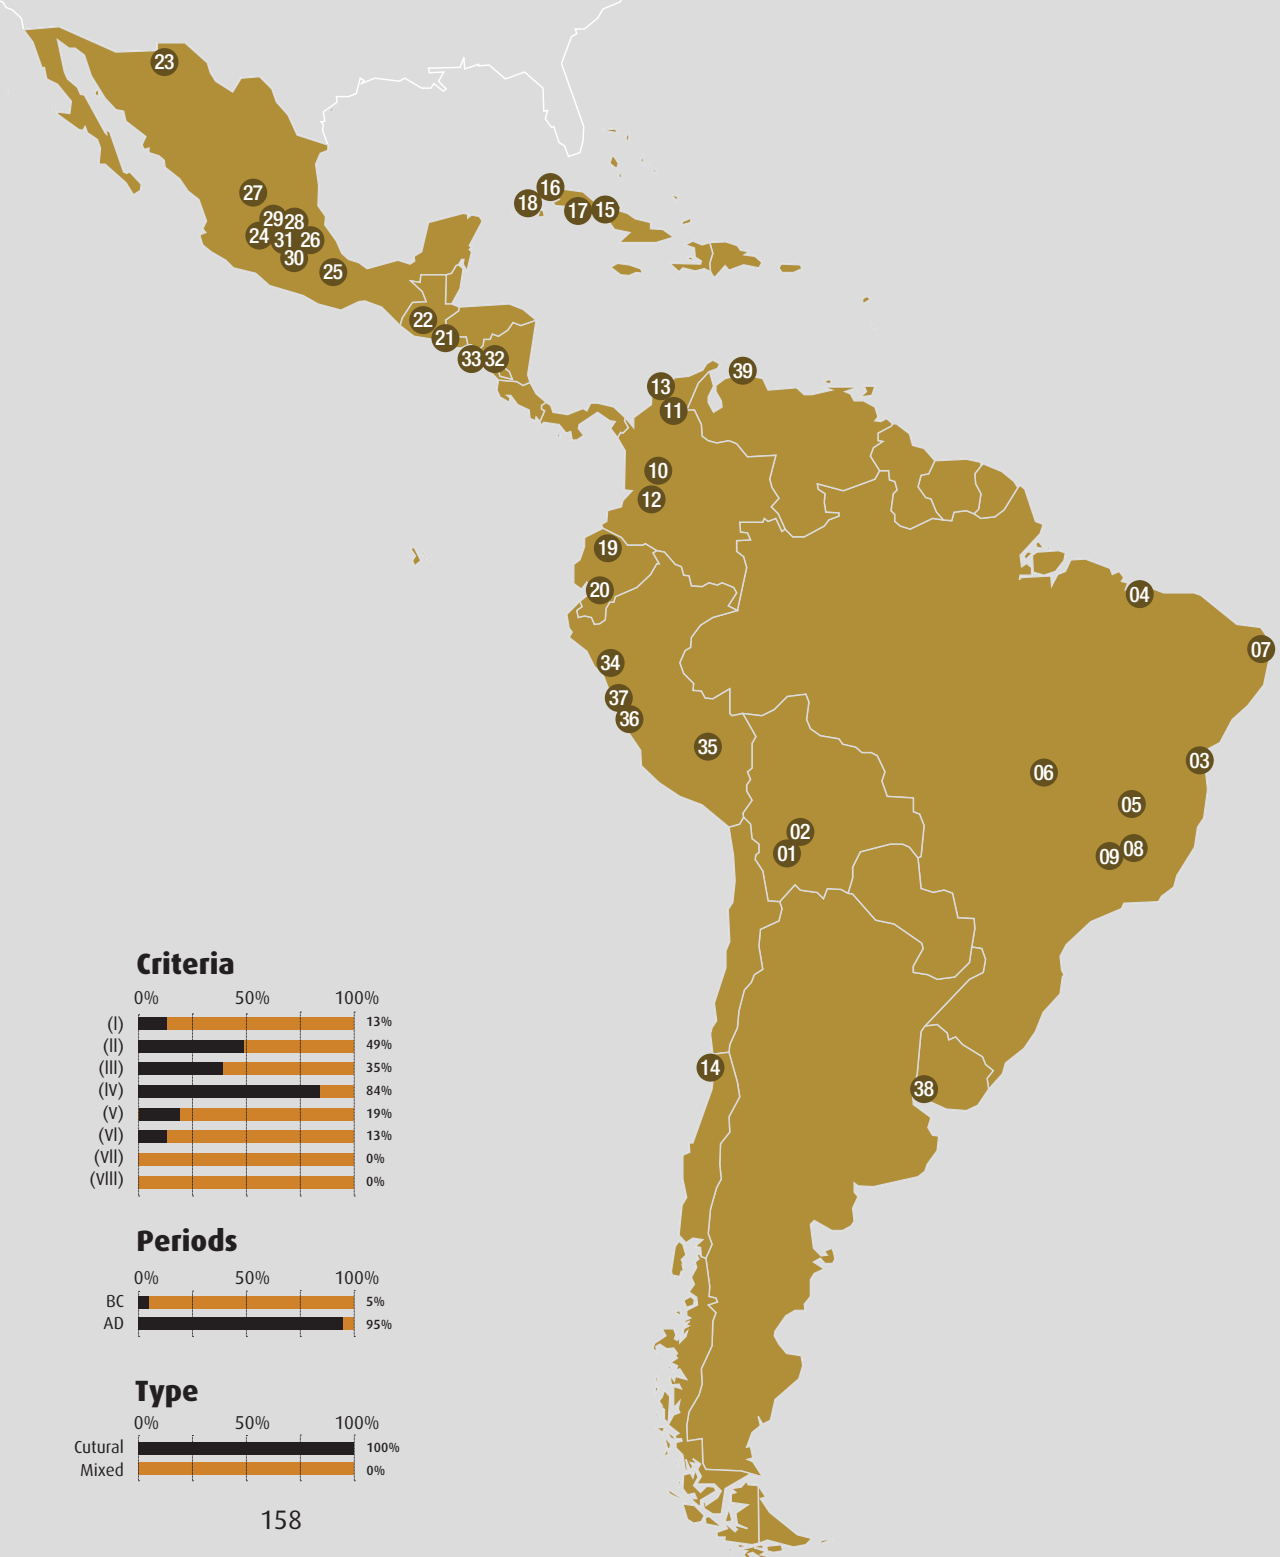 23
27
16
18
17
15
29
28
24
31
26
30
25
22
21
33
32
39
13
11
10
12
19
20
04
07
34
37
36
35
03
06
05
02
01
09
08
14
38
Criteria
0% 50% 100%
(I) 13%
(II) 49%
(III) 35%
(IV) 84%
(V) 19%
(VI) 13%
(VII) 0%
(VIII) 0%
Periods
0% 50% 100%
BC 5%
AD 95%
Type
0% 50% 100%
Cutural 100%
Mixed 0%
158